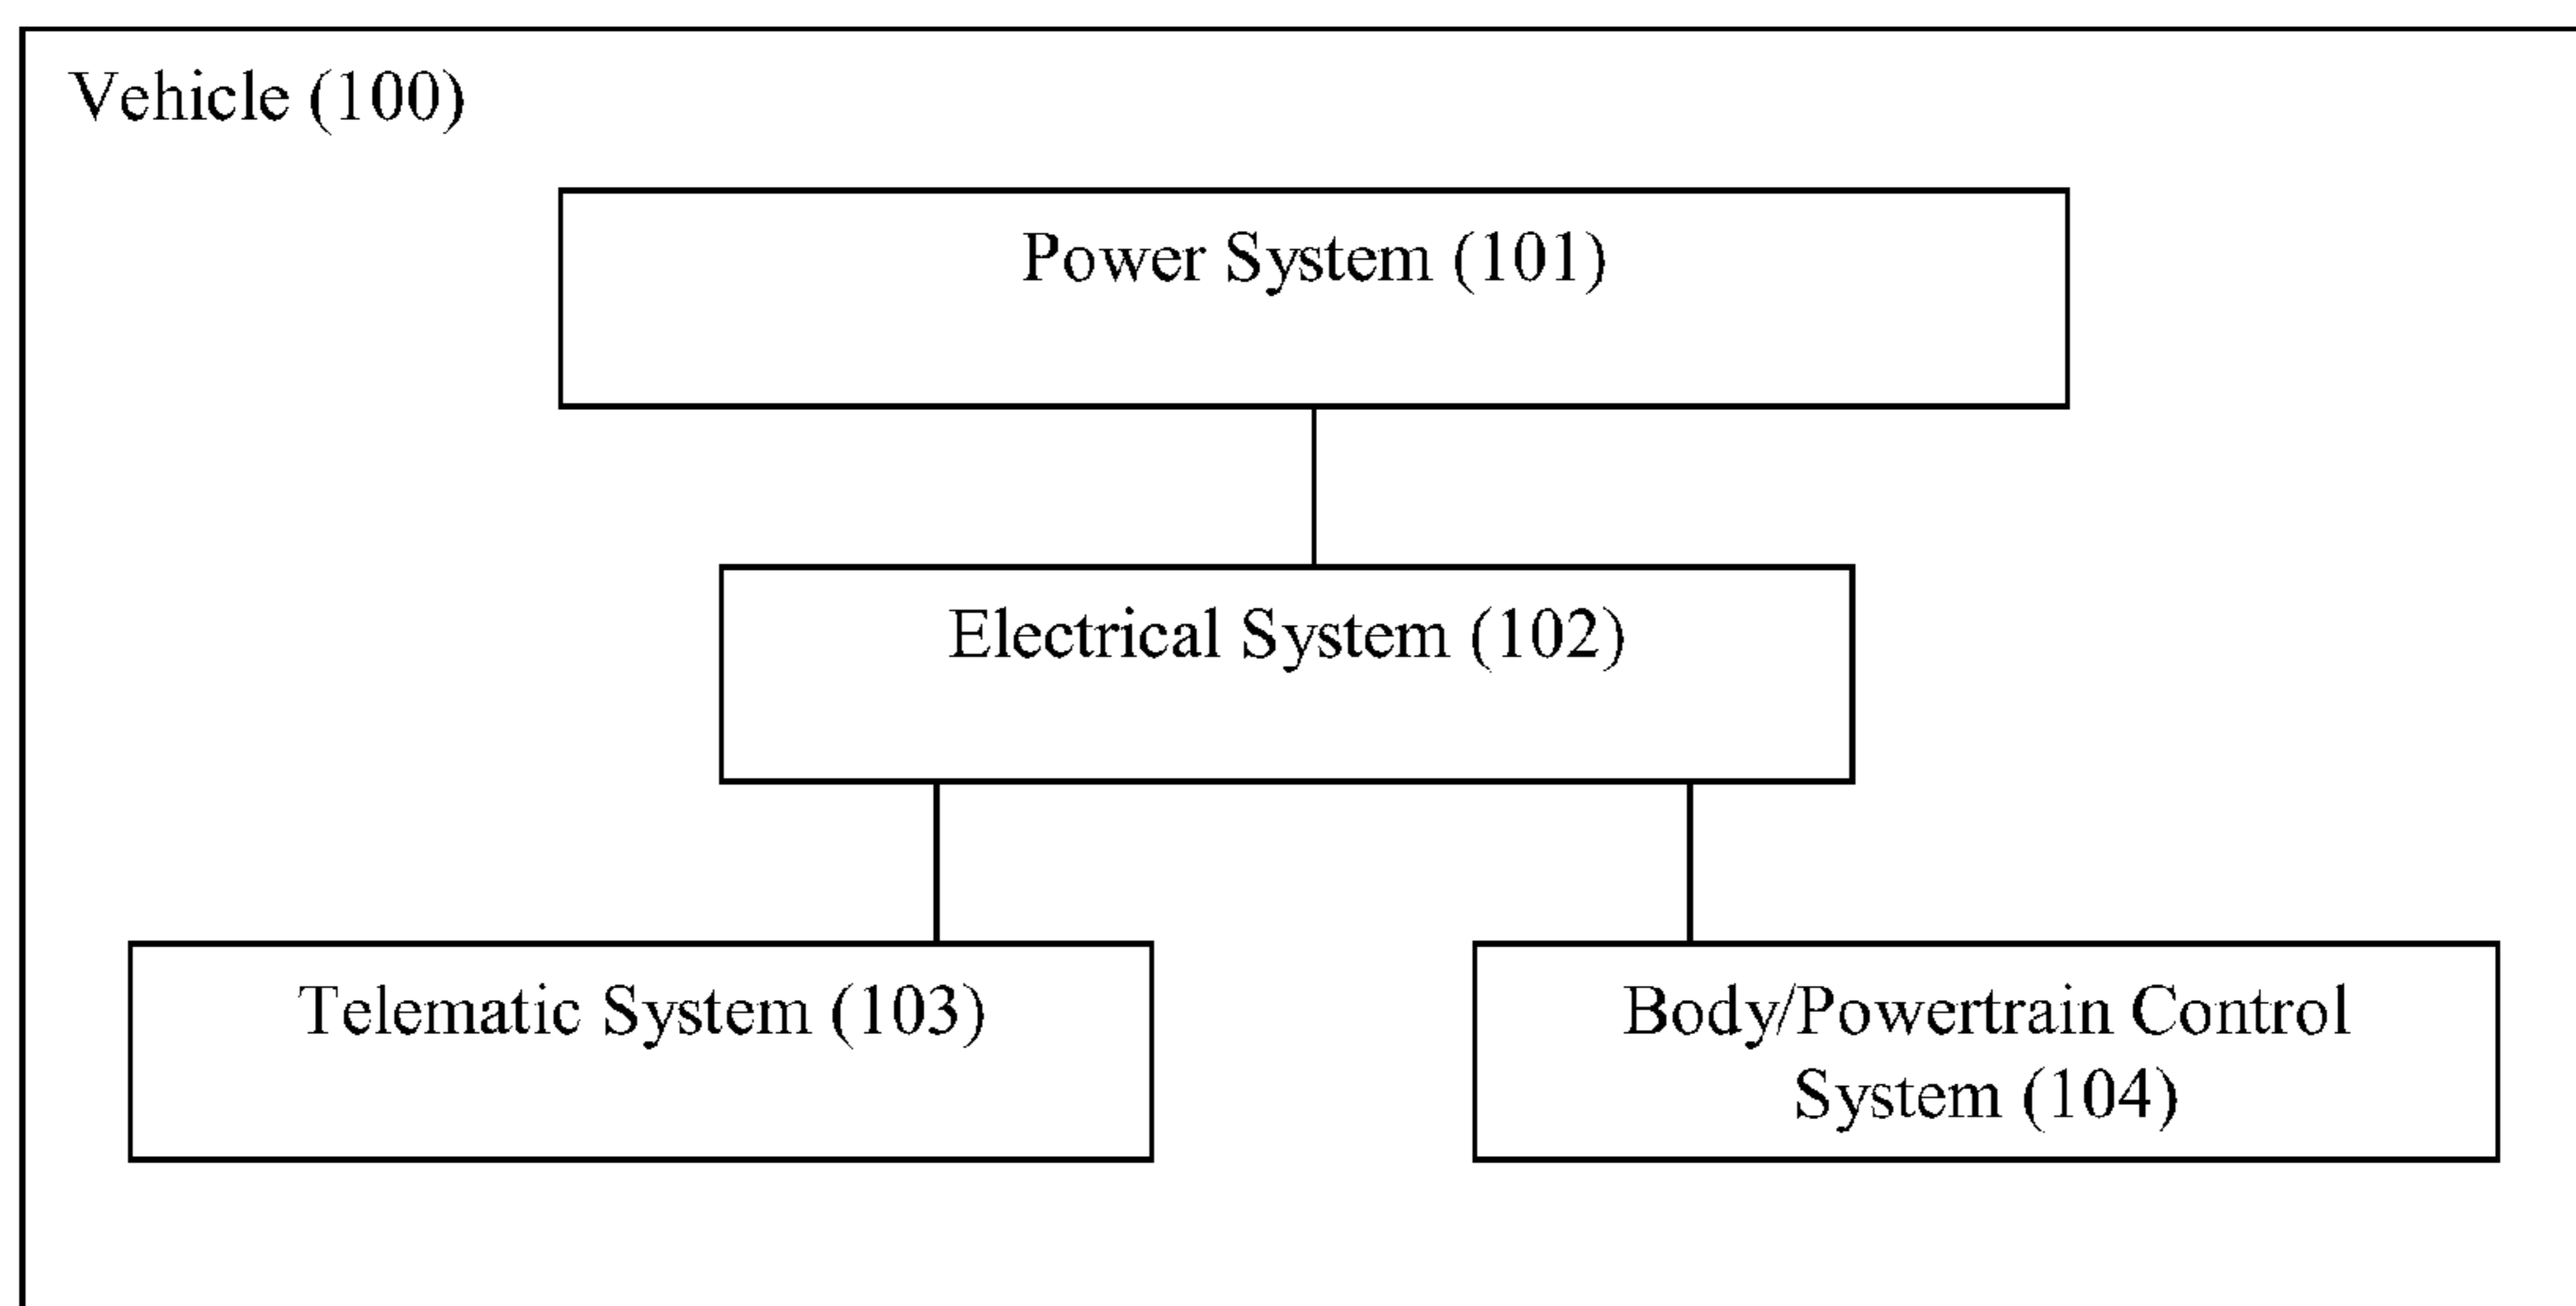 Vehicle (100)
Power System (101)
Electrical System (102)
Telematic System (103)
Body/Powertrain Control
System (104)